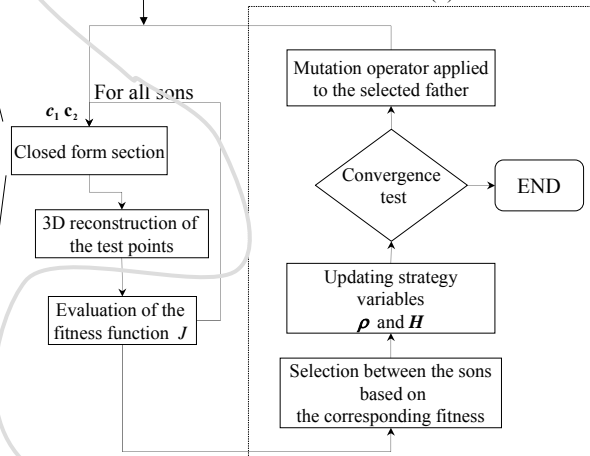 For all sons
c₁ c₂
Closed form section
3D reconstruction of
the test points
Evaluation of the
fitness function J
Mutation operator applied
to the selected father
Convergence
test
END
Updating strategy
variables
ρ and H
Selection between the sons
based on
the corresponding fitness